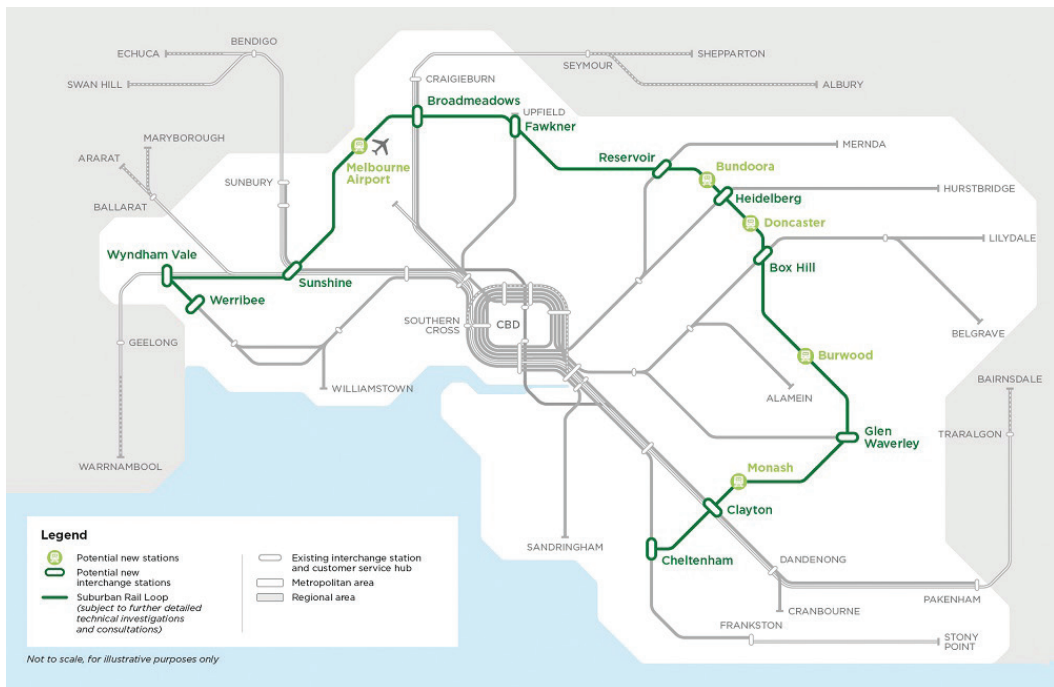 BENDIGO
ECHUCA
SWAN HILL
SHEPPARTON
SEYMOUR
ALBURY
CRAIGIEBURN
Broadmeadows
UPFIELD
Fawkner
MARYBOROUGH
ARARAT
BALLARAT
SUNBURY
Melbourne
Airport
Reservoir
MERNDA
Bundoora
Heidelberg
HURSTBRIDGE
Doncaster
LILYDALE
Box Hill
BELGRAVE
Wyndham Vale
Sunshine
Werribee
GEELONG
WILLIAMSTOWN
WARRNAMBOOL
SOUTHERN
CROSS
CBD
Burwood
ALAMEIN
BAIRNSDALE
TRARALGON
Glen
Waverley
Monash
Clayton
Cheltenham
SANDRINGHAM
DANDENONG
CRANBOURNE
PAKENHAM
FRANKSTON
STONY
POINT
Legend
Potential new stations
Potential new
interchange stations
Suburban Rail Loop
(subject to further detailed
technical investigations
and consultations)
Existing interchange station
and customer service hub
Metropolitan area
Regional area
Not to scale, for illustrative purposes only